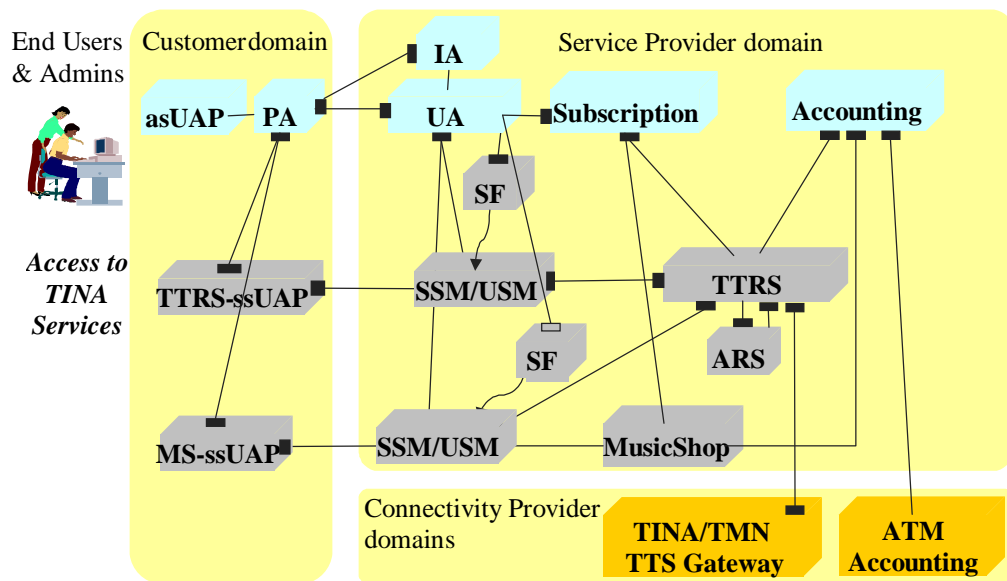 End Users
& Admins
Customer domain
Service Provider domain
IA
asUAP
PA
UA
Subscription
Accounting
SF
Access to
TINA
Services
TTRS-ssUAP
SSM/USM
TTRS
SF
ARS
MS-ssUAP
SSM/USM
MusicShop
Connectivity Provider
domains
TINA/TMN
TTS Gateway
ATM
Accounting